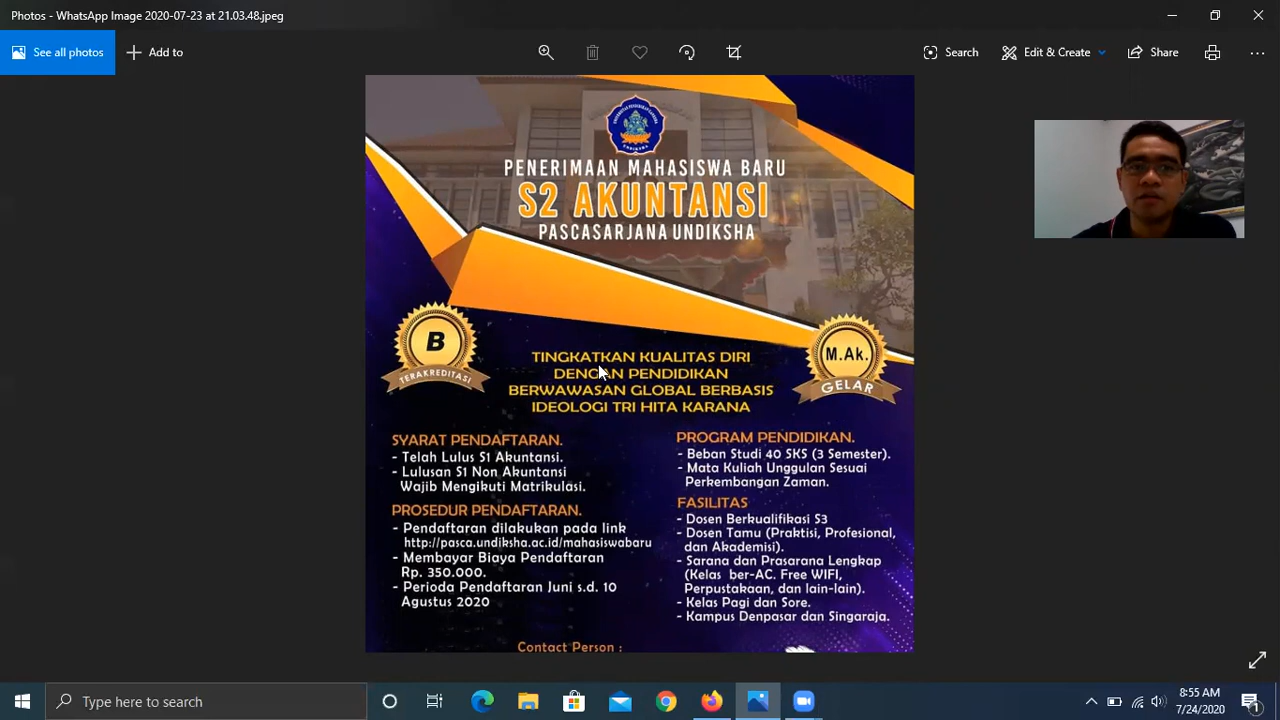 Photos - WhatsApp Image 2020-07-23 at 21.03.48.jpeg
See all photos
Add to
Search
Edit & Create
Share
UNDIKSHA
PENERIMAAN MAHASISWA BARU
S2 AKUNTANSI
PASCASARJANA UNDIKSHA
B
TERAKREDITASI
M.Ak.
GELAR
TINGKATKAN KUALITAS DIRI
DENGAN PENDIDIKAN
BERWAWASAN GLOBAL BERBASIS
IDEOLOGI TRI HITA KARANA
SYARAT PENDAFTARAN.
- Telah Lulus S1 Akuntansi.
- Lulusan S1 Non Akuntansi
Wajib Mengikuti Matrikulasi.
PROSEDUR PENDAFTARAN.
- Pendaftaran dilakukan pada link
http://pasca.undiksha.ac.id/mahasiswabaru
- Membayar Biaya Pendaftaran
Rp. 350.000.
- Perioda Pendaftaran Juni s.d. 10
Agustus 2020
PROGRAM PENDIDIKAN.
- Beban Studi 40 SKS (3 Semester).
- Mata Kuliah Unggulan Sesuai
Perkembangan Zaman.
FASILITAS
- Dosen Berkualifikasi S3
- Dosen Tamu (Praktisi, Profesional,
dan Akademisi).
- Sarana dan Prasarana Lengkap
(Kelas ber-AC. Free WIFI,
Perpustakaan, dan lain-lain).
- Kelas Pagi dan Sore.
- Kampus Denpasar dan Singaraja.
Contact Person :
Type here to search
8:55 AM
7/24/2020
1